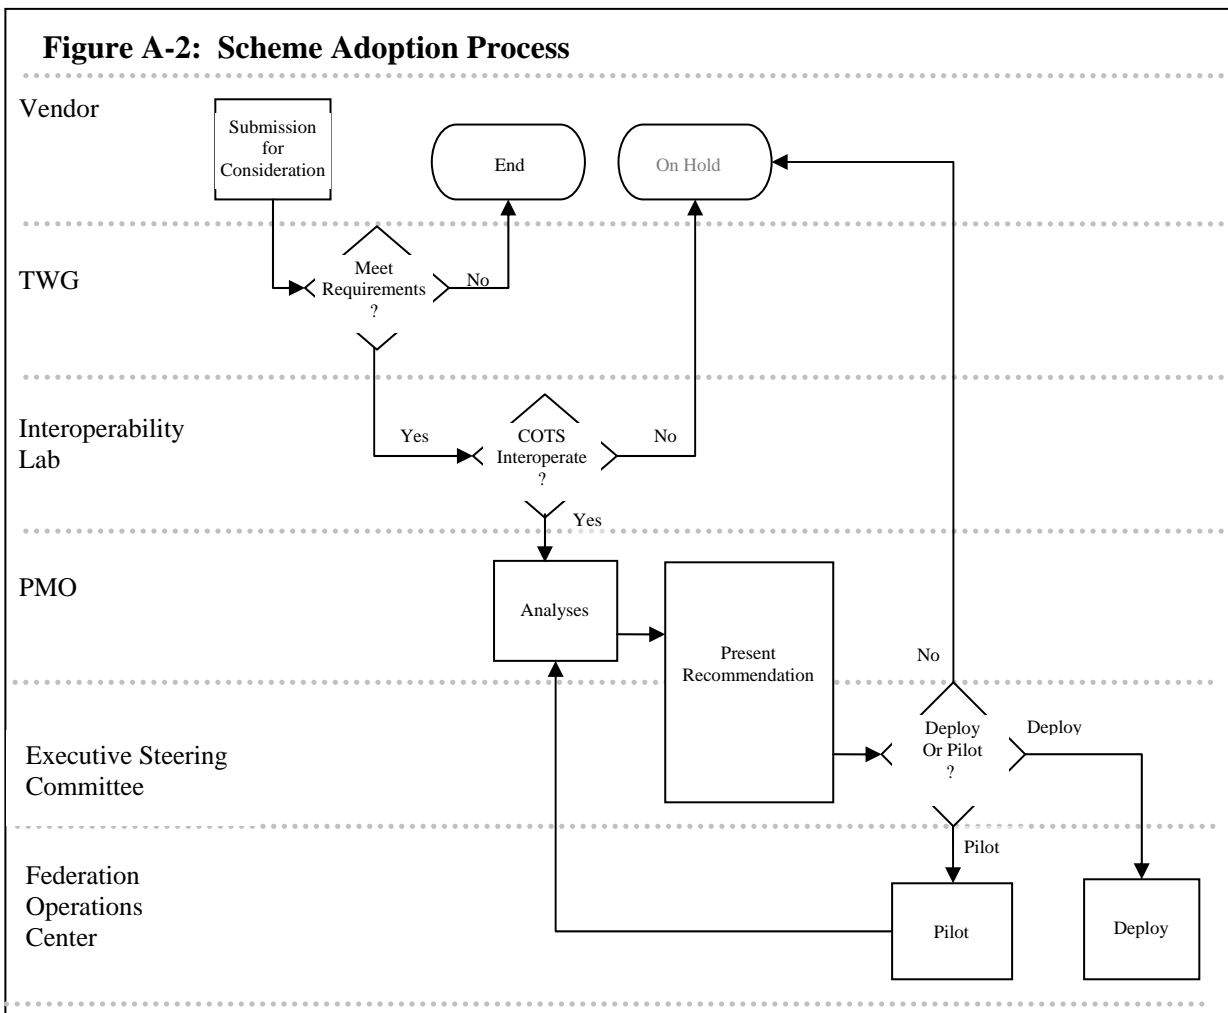 Figure A-2:  Scheme Adoption Process
Vendor
Submission
for
Consideration
End
On Hold
TWG
Meet
Requirements
?
No
Interoperability
Lab
Yes
COTS
Interoperate
?
No
Yes
PMO
Analyses
Present
Recommendation
No
Executive Steering
Committee
Deploy
Or Pilot
?
Deploy
Pilot
Federation
Operations
Center
Pilot
Deploy